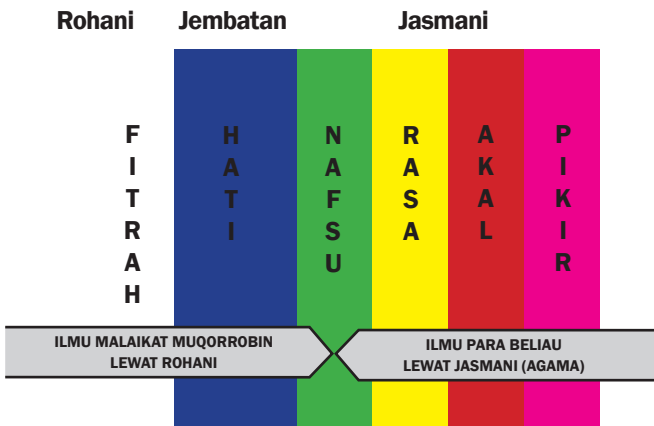 Rohani Jembatan Jasmani
FITRAH
HATI
NAFSU
RASA
AKAL
PIKIR
ILMU MALAIKAT MUQORROBIN
LEWAT ROHANI
ILMU PARA BELIAU
LEWAT JASMANI (AGAMA)